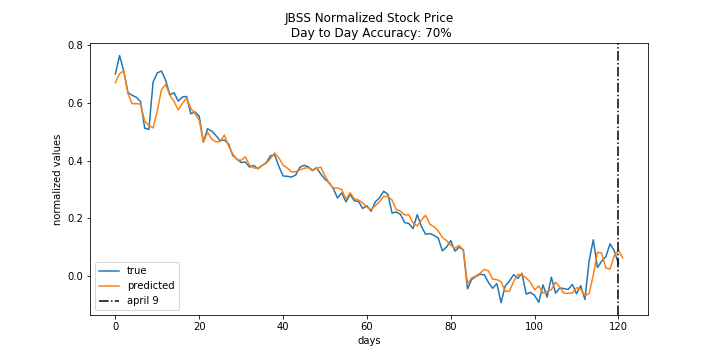 JBSS Normalized Stock Price
Day to Day Accuracy: 70%
normalized values
0.8
0.6
0.4
0.2
0.0
true
predicted
april 9
0
20
40
60
80
100
120
days